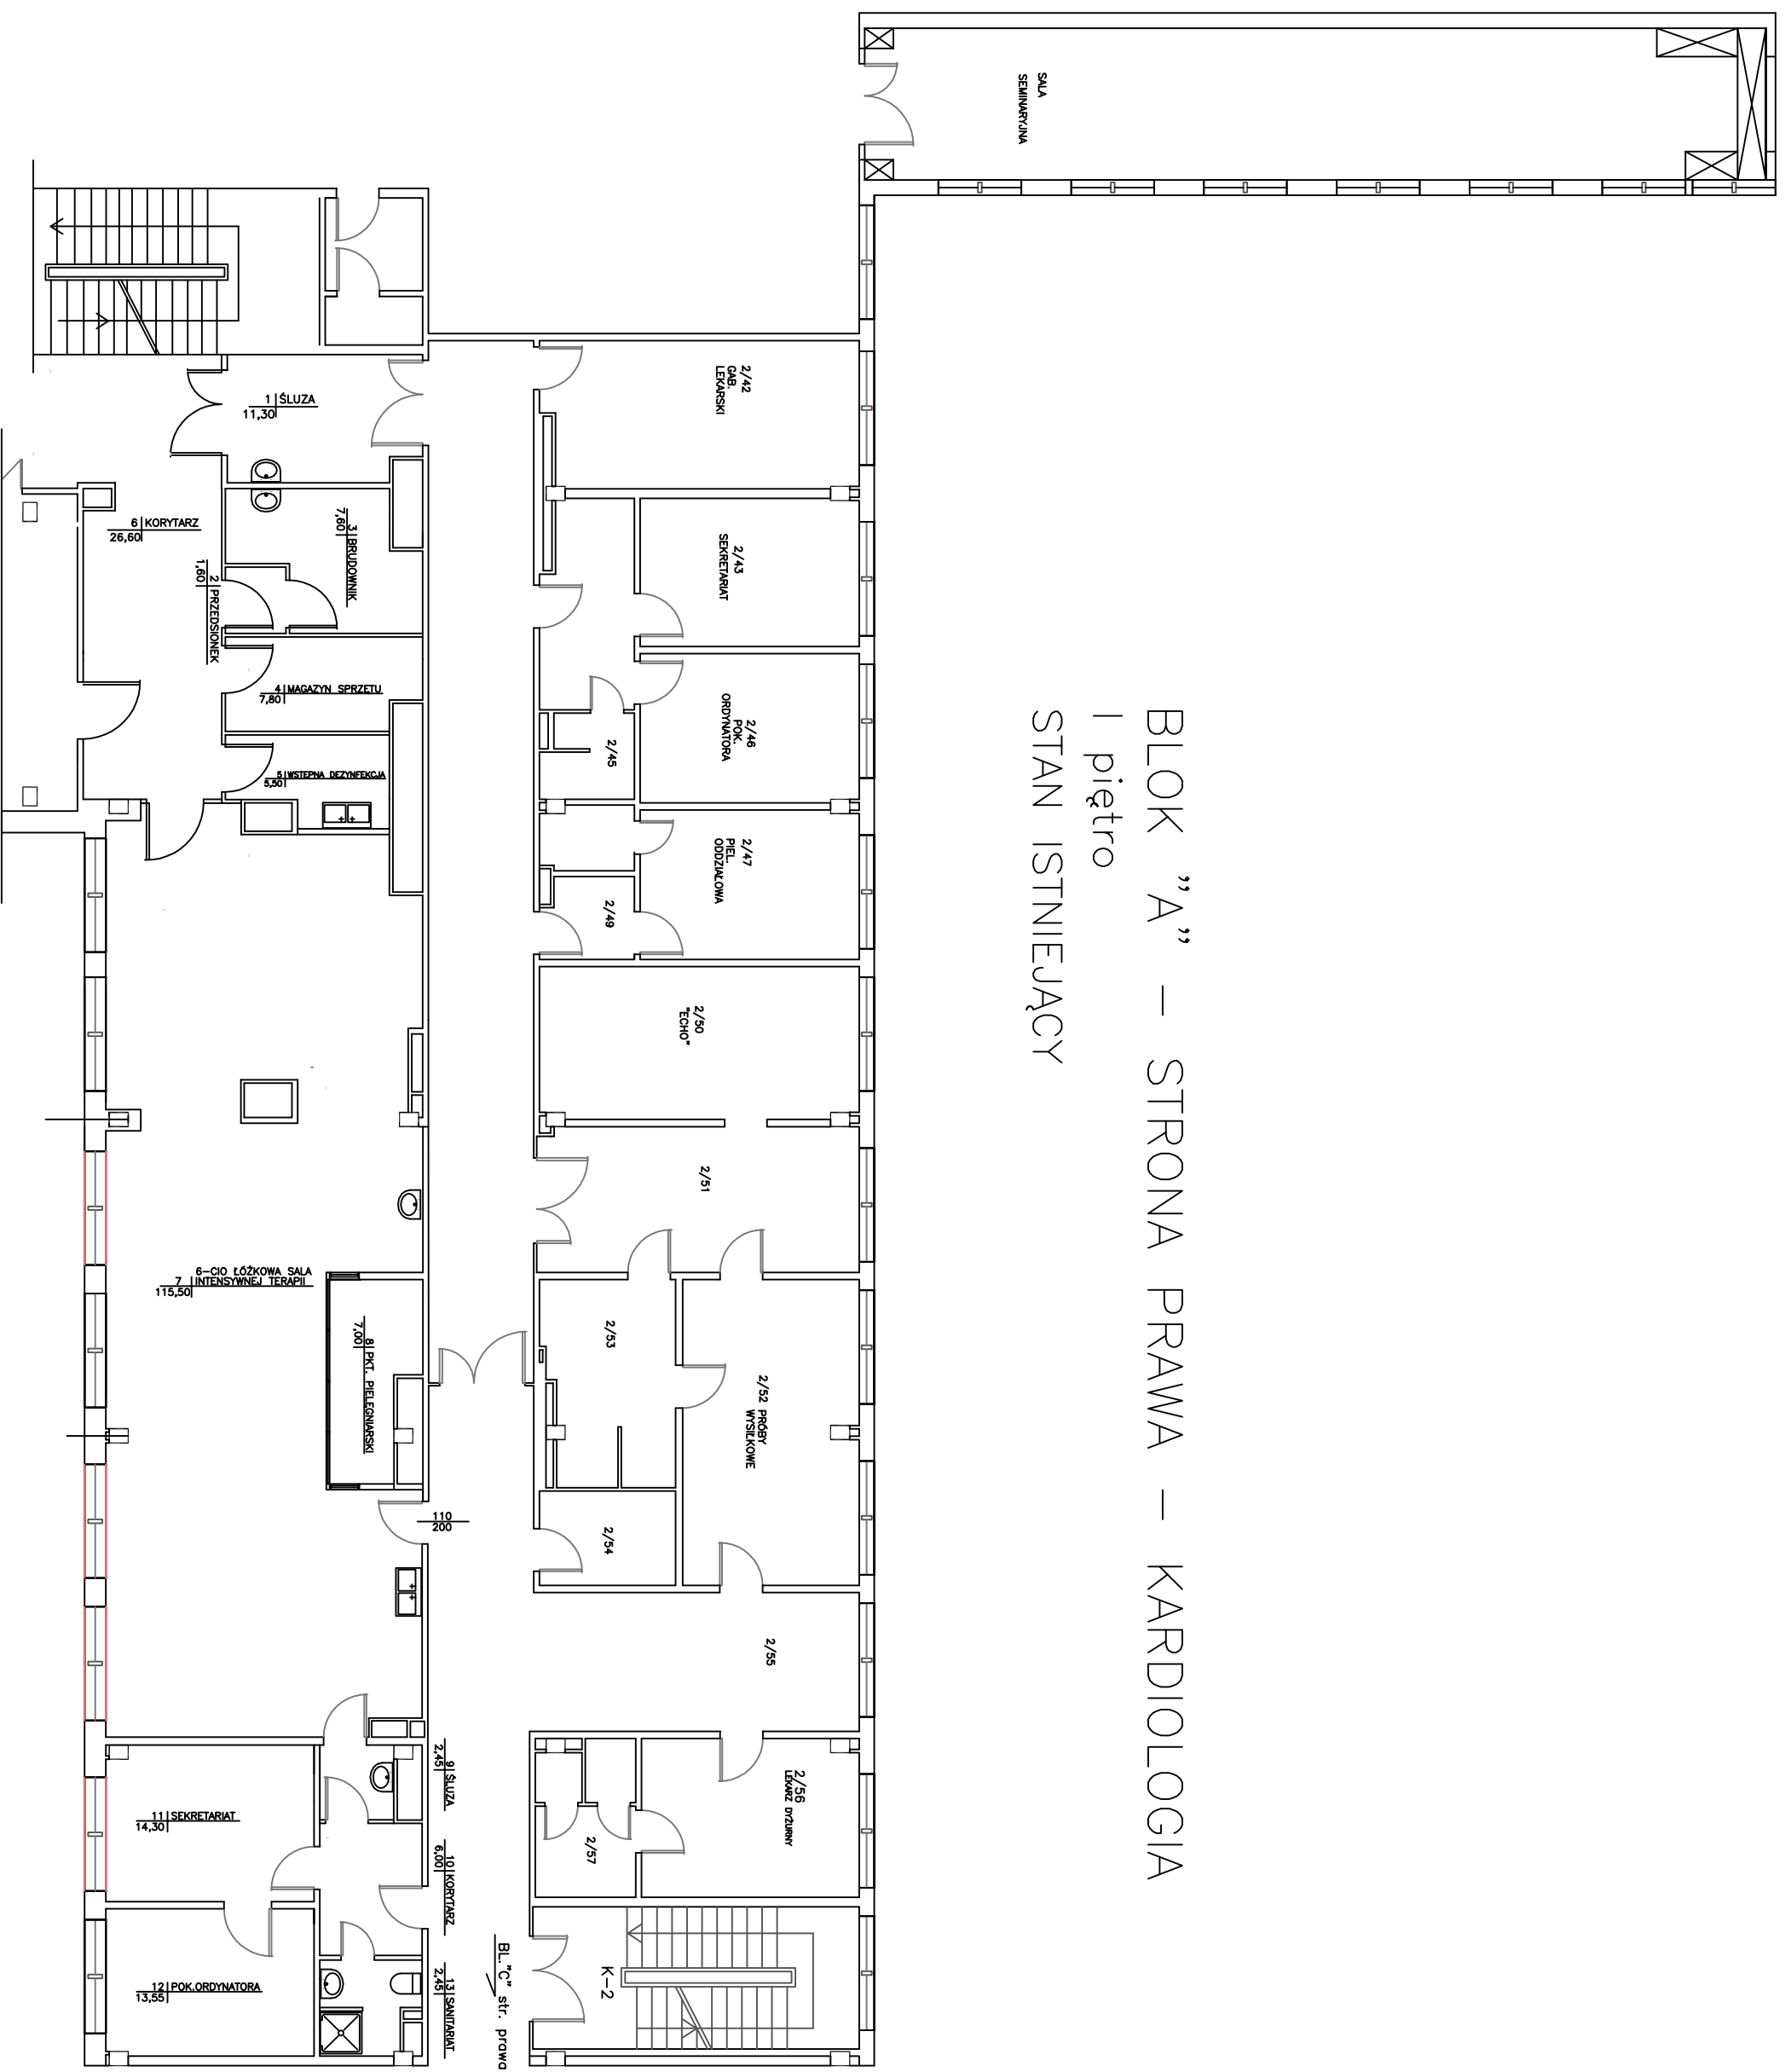 BLOK "A" – STRONA PRAWA – KARDIOLOGIA
I piętro
STAN ISTNIEJĄCY
SALA
SEMINARYJNA
2/42
GAB.
LEKARSKI
2/43
SEKRETARIAT
2/46
POK.
ORDYNATORA
2/45
2/47
PIEL.
ODDZIAŁOWA
2/49
2/50
"ECHO"
2/51
2/53
2/52 PRÓBY
WYSIŁKOWE
2/54
2/55
2/56
LEKARZ DYŻURNY
2/57
K-2
BL."C" str. prawa
1 ŚLUZA
11,30
3 BRUDOWNIK
7,60
6 KORYTARZ
26,60
2 PRZEDSIONEK
1,60
4 MAGAZYN SPRZETU
7,80
5 WSTEPNA DEZYNFEKCJA
5,50
6-CIO ŁÓŻKOWA SALA
7 INTENSYWNEJ TERAPII
115,50
8 PKT. PIELEGNIARSKI
7,00
110
200
9 ŚLUZA
2,45
10 KORYTARZ
6,00
11 SEKRETARIAT
14,30
12 POK.ORDYNATORA
13,55
13 SANITARIAT
2,45